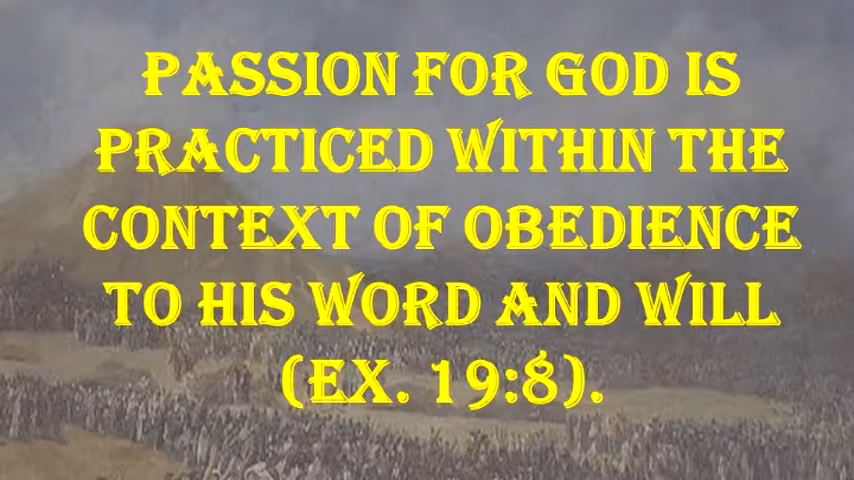 PASSION FOR GOD IS
PRACTICED WITHIN THE
CONTEXT OF OBEDIENCE
TO HIS WORD AND WILL
(EX. 19:8).